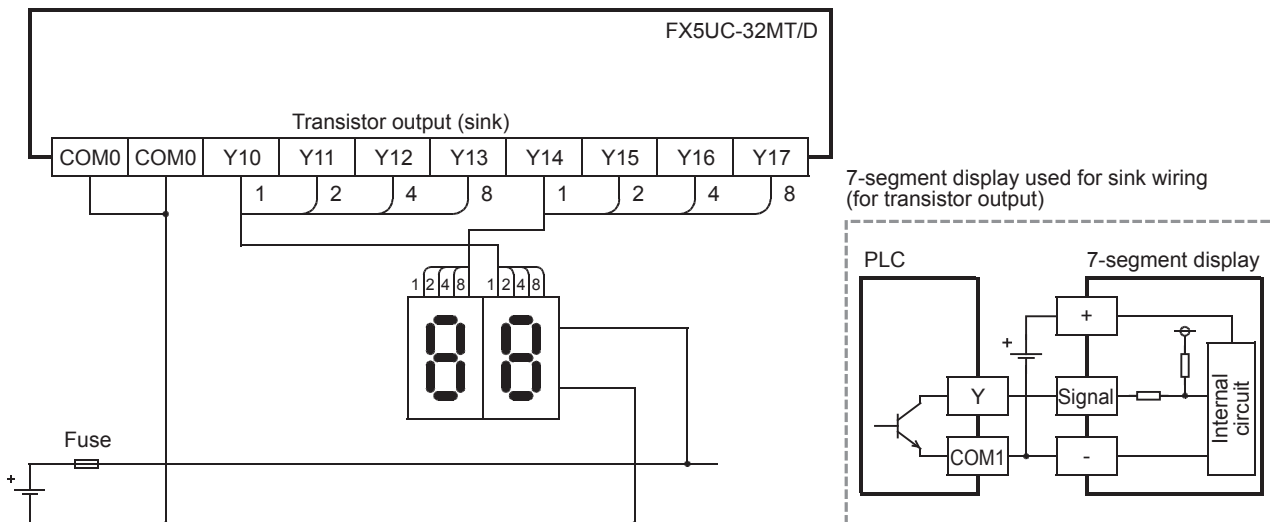 FX5UC-32MT/D
Transistor output (sink)
COM0 COM0 Y10 Y11 Y12 Y13 Y14 Y15 Y16 Y17
1 2 4 8 1 2 4 8
1 2 4 8 1 2 4 8
Fuse
+
7-segment display used for sink wiring
(for transistor output)
PLC
7-segment display
+
+
Y
Signal
COM1
-
Internal
circuit